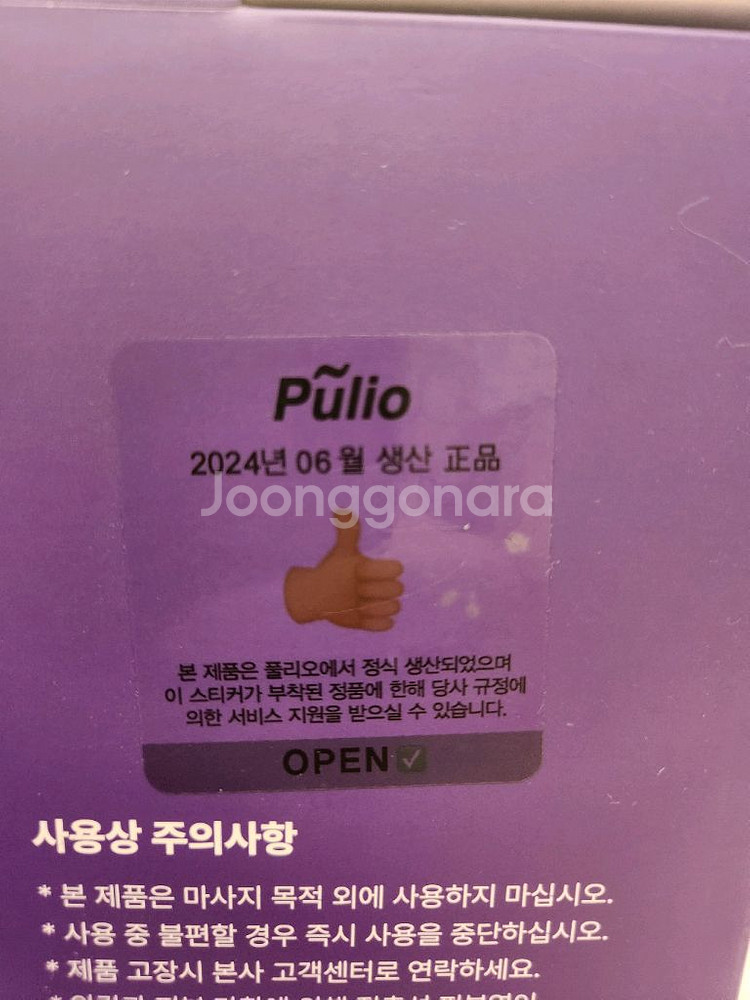 Pulio
2024년 06월 생산 正品
Joonggonara
본 제품은 풀리오에서 정식 생산되었으며
이 스티커가 부착된 정품에 한해 당사 규정에
의한 서비스 지원을 받으실 수 있습니다.
OPEN
사용상 주의사항
* 본 제품은 마사지 목적 외에 사용하지 마십시오.
* 사용 중 불편할 경우 즉시 사용을 중단하십시오.
* 제품 고장시 본사 고객센터로 연락하세요.